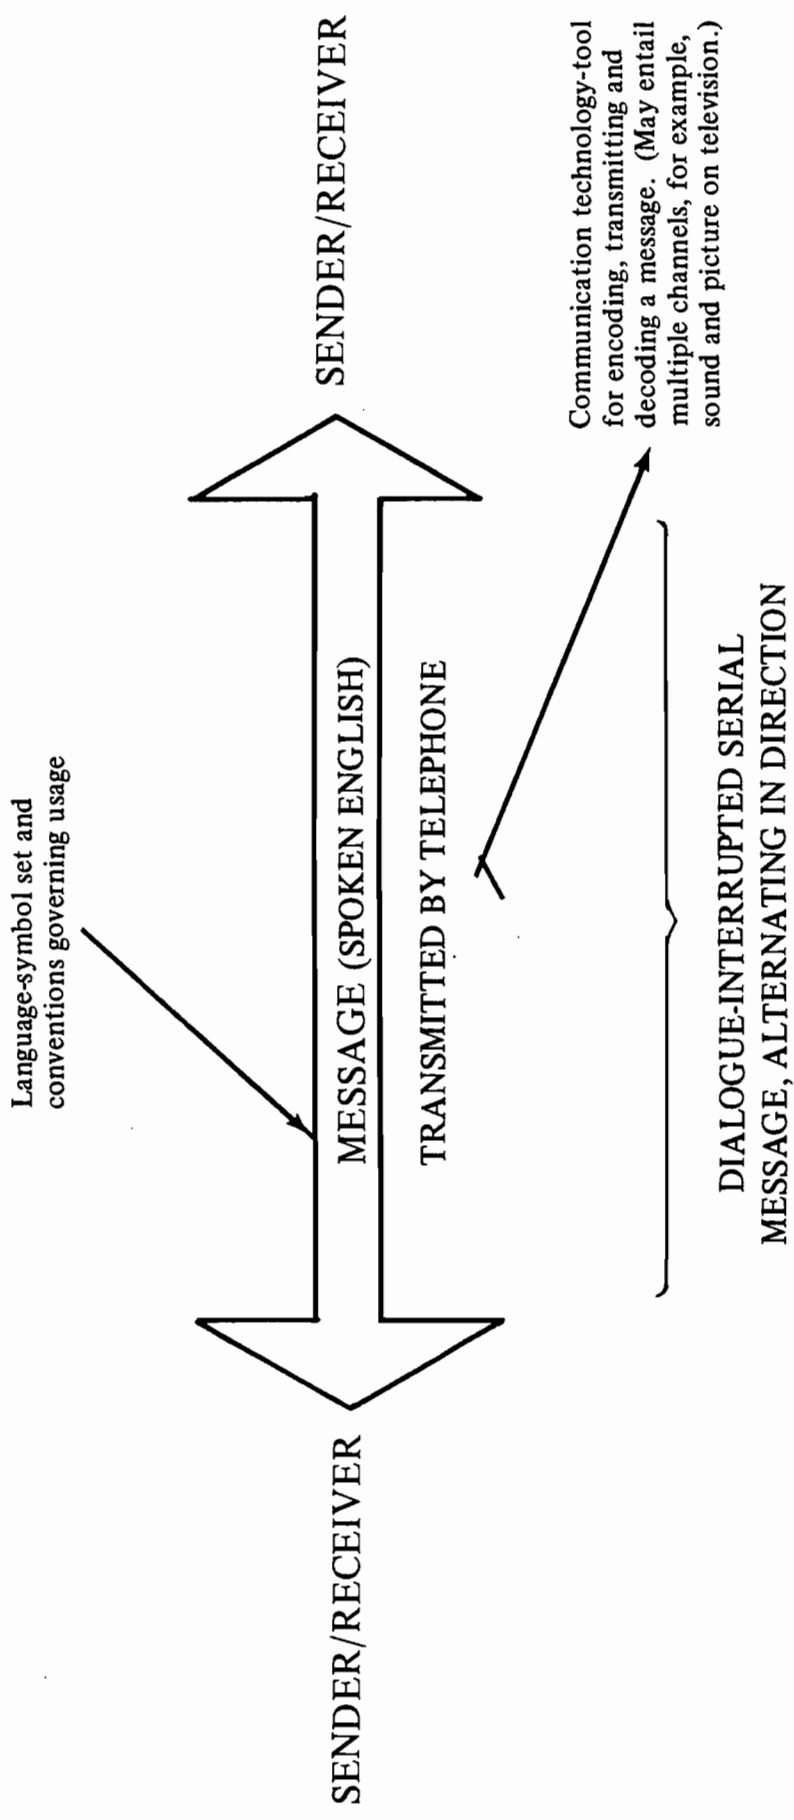 Language-symbol set and
conventions governing usage
SENDER/RECEIVER
MESSAGE (SPOKEN ENGLISH)
SENDER/RECEIVER
TRANSMITTED BY TELEPHONE
Communication technology-tool
for encoding, transmitting and
decoding a message. (May entail
multiple channels, for example,
sound and picture on television.)
DIALOGUE-INTERRUPTED SERIAL
MESSAGE, ALTERNATING IN DIRECTION